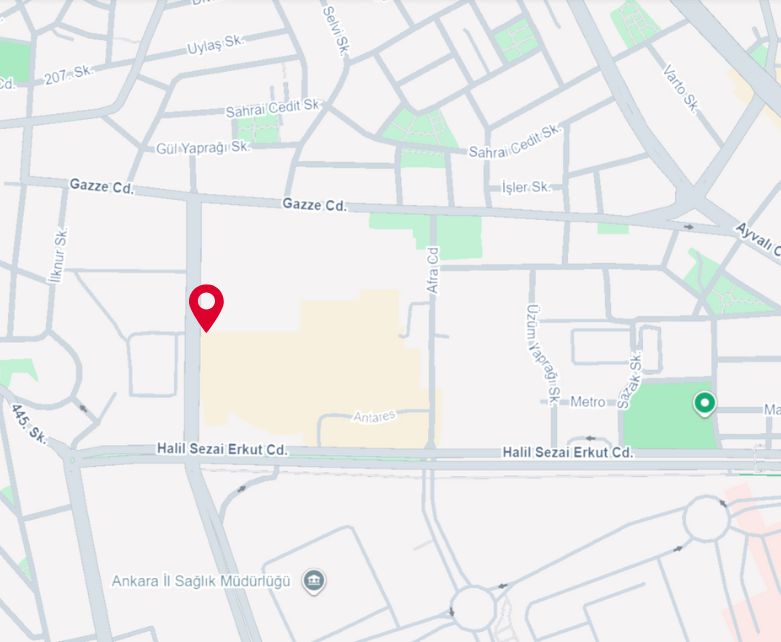 Selvi Sk.
Uylaş Sk.
207. Sk.
Cd.
Varto Sk.
Sahrai Cedit Sk.
Sahrai Cedit Sk.
Gül Yaprağı Sk.
Gazze Cd.
Gazze Cd.
İşler Sk.
Ayvalı C
İlknur Sk.
Afra Cd
Üzüm Yaprağı Sk.
Sazak Sk.
Metro
Ma
Antares
445. Sk.
Halil Sezai Erkut Cd.
Halil Sezai Erkut Cd.
Ankara İl Sağlık Müdürlüğü